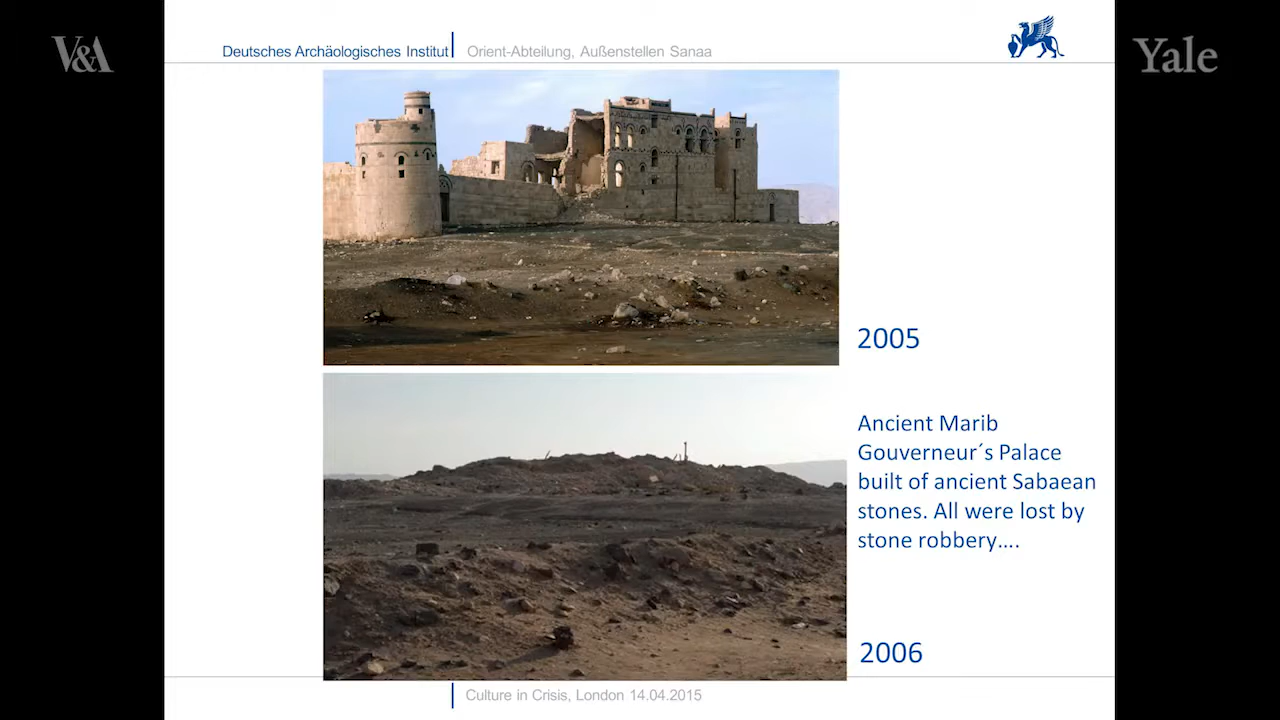 V&A
Deutsches Archäologisches Institut
Orient-Abteilung, Außenstellen Sanaa
Yale
2005
Ancient Marib
Gouverneur´s Palace
built of ancient Sabaean
stones. All were lost by
stone robbery....
2006
Culture in Crisis, London 14.04.2015